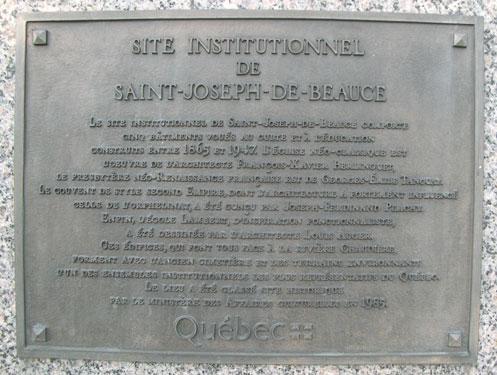 SITE INSTITUTIONNEL
DE
SAINT-JOSEPH-DE-BEAUCE
LE SITE INSTITUTIONNEL DE SAINT-JOSEPH-DE-BEAUCE COMPORTE
CINQ BÂTIMENTS VOUÉS AU CULTE ET À L'ÉDUCATION
CONSTRUITS ENTRE 1865 ET 1947. L'ÉGLISE NÉO-CLASSIQUE EST
L'ŒUVRE DE L'ARCHITECTE FRANÇOIS-XAVIER BERLINGUET,
LE PRESBYTÈRE NÉO-RENAISSANCE FRANÇAISE EST DE GEORGES-ÉMILE TANGUAY.
LE COUVENT DE STYLE SECOND EMPIRE, DONT L'ARCHITECTURE A FORTEMENT INFLUENCÉ
CELLE DE L'ORPHELINAT, A ÉTÉ CONÇU PAR JOSEPH-FERDINAND PEACHY.
ENFIN, L'ÉCOLE LAMBERT, D'INSPIRATION FONCTIONNALISTE,
A ÉTÉ DESSINÉE PAR L'ARCHITECTE LOUIS
CES ÉDIFICES, QUI FONT TOUS FACE À LA RIVIÈRE CHAUDIÈRE,
FORMENT AVEC L'ANCIEN CIMETIÈRE ET LES TERRAINS ENVIRONNANTS
L'UN DES ENSEMBLES INSTITUTIONNELS LES PLUS REPRÉSENTATIFS DU QUÉBEC.
LE LIEU A ÉTÉ CLASSÉ SITE HISTORIQUE
PAR LE MINISTÈRE DES AFFAIRES CULTURELLES EN 1985.
Québec